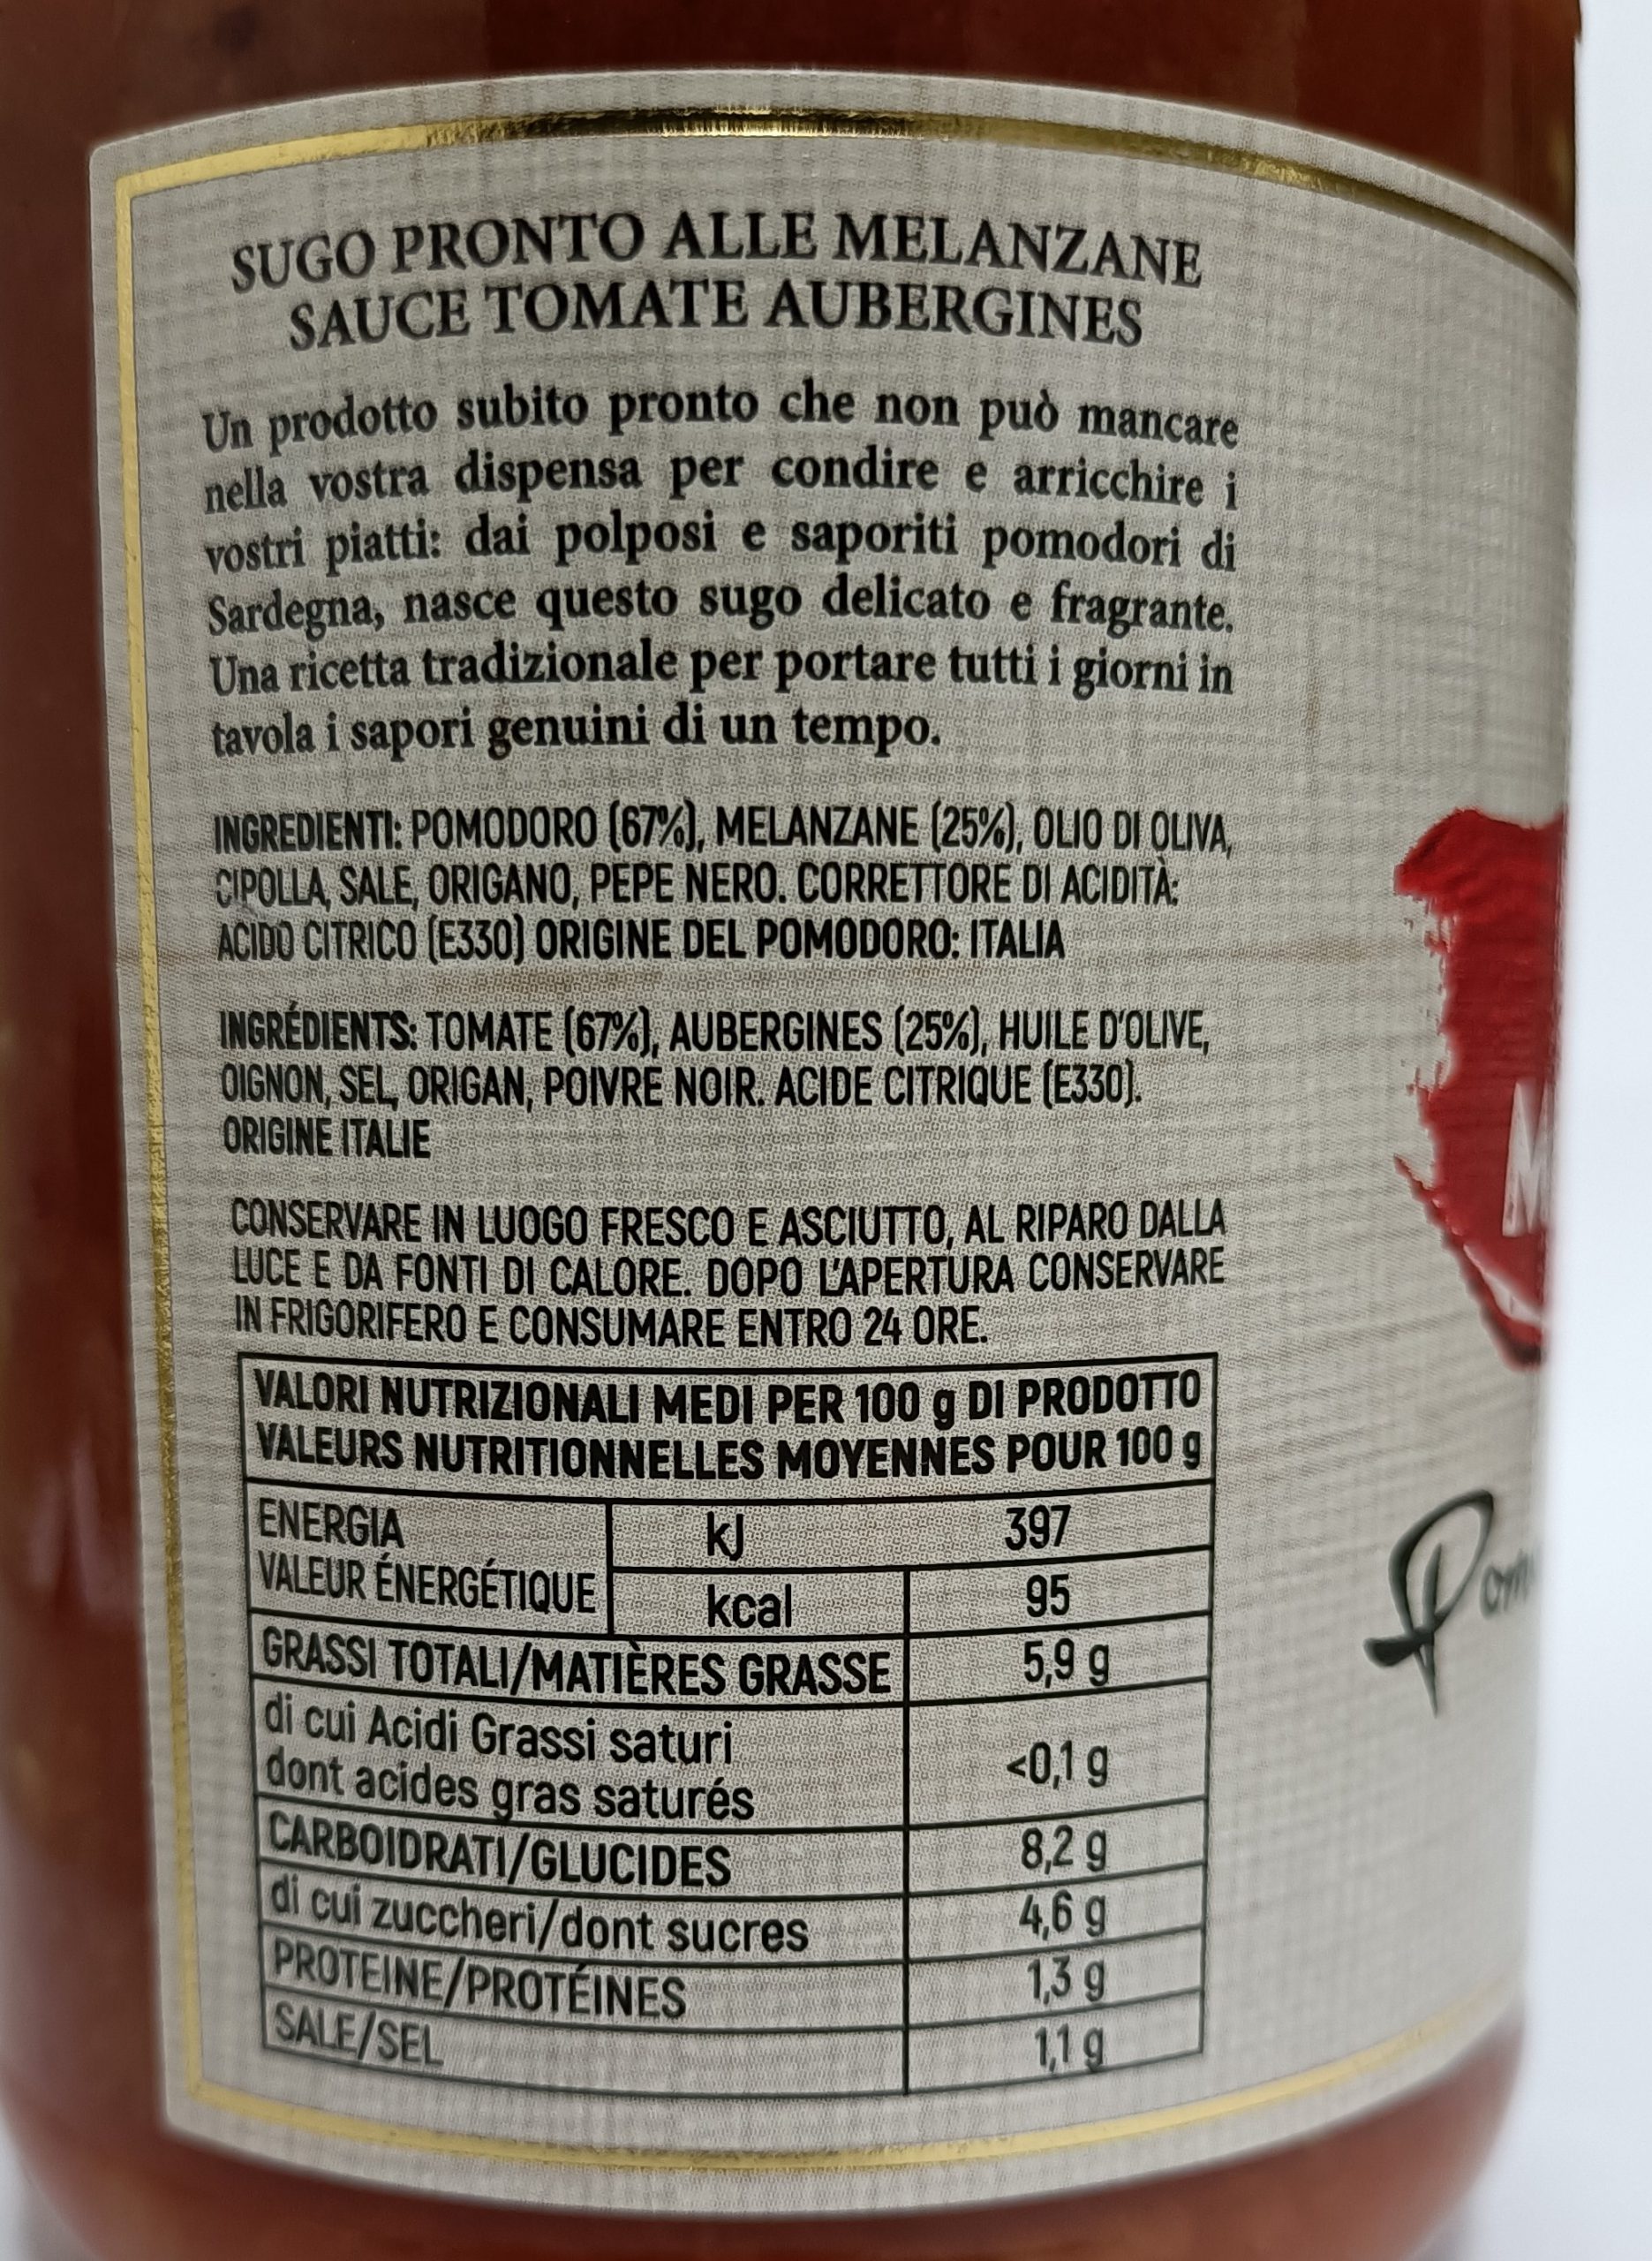 SUGO PRONTO ALLE MELANZANE
SAUCE TOMATE AUBERGINES
Un prodotto subito pronto che non può mancare
nella vostra dispensa per condire e arricchire i
vostri piatti: dai polposi e saporiti pomodori di
Sardegna, nasce questo sugo delicato e fragrante.
Una ricetta tradizionale per portare tutti i giorni in
tavola i sapori genuini di un tempo.
INGREDIENTI: POMODORO (67%), MELANZANE (25%), OLIO DI OLIVA,
CIPOLLA, SALE, ORIGANO, PEPE NERO. CORRETTORE DI ACIDITÀ:
ACIDO CITRICO (E330) ORIGINE DEL POMODORO: ITALIA
INGRÉDIENTS: TOMATE (67%), AUBERGINES (25%), HUILE D'OLIVE,
OIGNON, SEL, ORIGAN, POIVRE NOIR. ACIDE CITRIQUE (E330).
ORIGINE ITALIE
CONSERVARE IN LUOGO FRESCO E ASCIUTTO, AL RIPARO DALLA
LUCE E DA FONTI DI CALORE. DOPO L'APERTURA CONSERVARE
IN FRIGORIFERO E CONSUMARE ENTRO 24 ORE.
VALORI NUTRIZIONALI MEDI PER 100 g DI PRODOTTO
VALEURS NUTRITIONNELLES MOYENNES POUR 100 g
ENERGIA kJ 397
VALEUR ÉNERGÉTIQUE kcal 95
GRASSI TOTALI/MATIÈRES GRASSE 5,9 g
di cui Acidi Grassi saturi
dont acides gras saturés <0,1 g
CARBOIDRATI/GLUCIDES 8,2 g
di cui zuccheri/dont sucres 4,6 g
PROTEINE/PROTÉINES 1,3 g
SALE/SEL 1,1 g